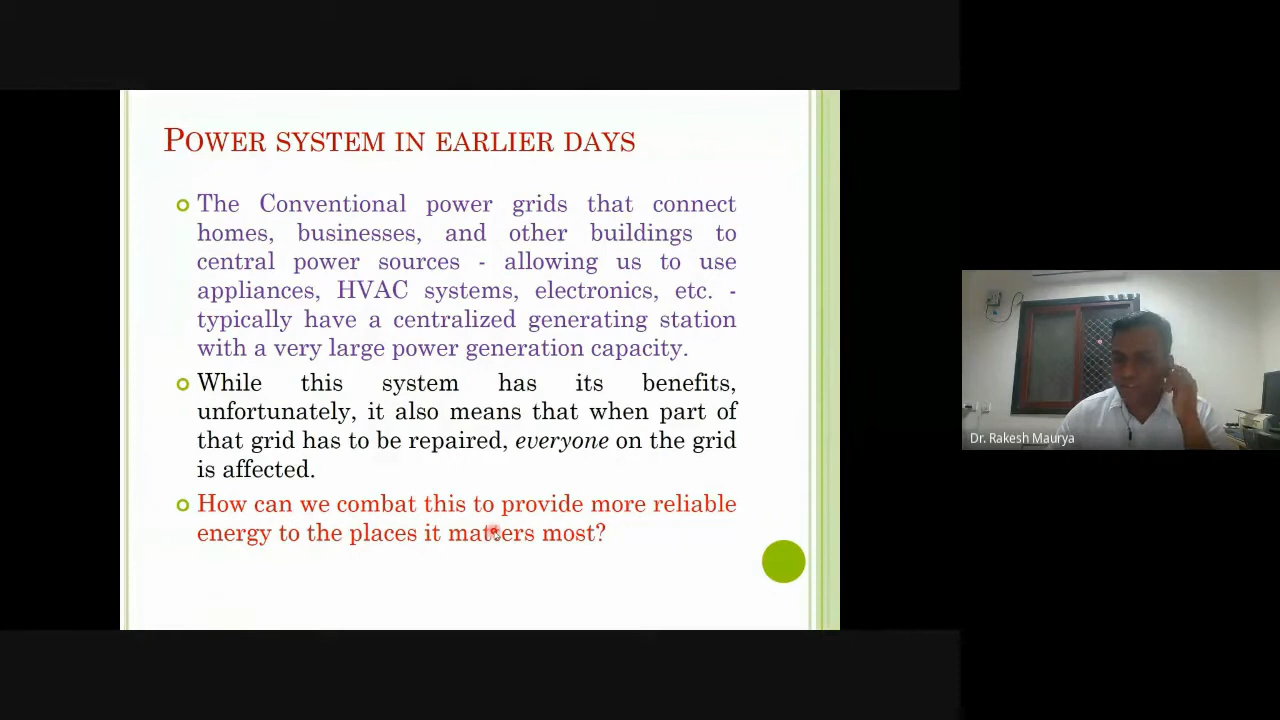 POWER SYSTEM IN EARLIER DAYS
The Conventional power grids that connect
homes, businesses, and other buildings to
central power sources - allowing us to use
appliances, HVAC systems, electronics, etc. -
typically have a centralized generating station
with a very large power generation capacity.
While this system has its benefits,
unfortunately, it also means that when part of
that grid has to be repaired, everyone on the grid
is affected.
How can we combat this to provide more reliable
energy to the places it matters most?
Dr. Rakesh Maurya